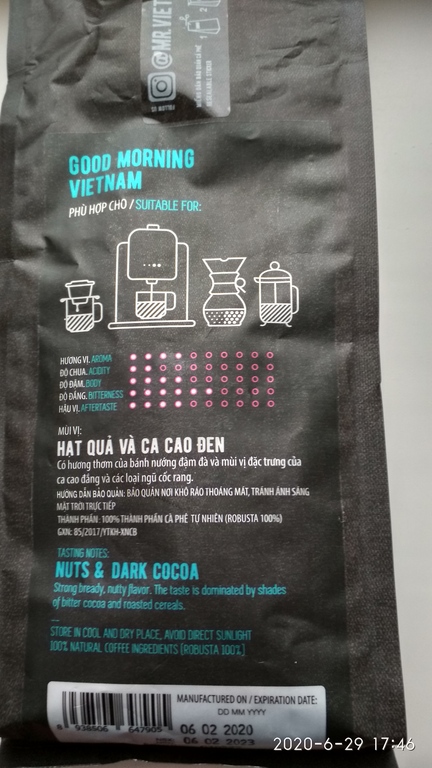 @MR.VIET
GOOD MORNING
VIETNAM
PHÙ HỢP CHO / SUITABLE FOR:
HƯƠNG VỊ. AROMA
ĐỘ CHUA. ACIDITY
ĐỘ ĐẬM. BODY
ĐỘ ĐẮNG. BITTERNESS
HẬU VỊ. AFTERTASTE
MÙI VỊ:
HẠT QUẢ VÀ CA CAO ĐEN
Có hương thơm của bánh nướng đậm đà và mùi vị đặc trưng của
ca cao đắng và các loại ngũ cốc rang.
HƯỚNG DẪN BẢO QUẢN: BẢO QUẢN NƠI KHÔ RÁO THOÁNG MÁT, TRÁNH ÁNH SÁNG
MẶT TRỜI TRỰC TIẾP
THÀNH PHẦN: 100% THÀNH PHẦN CÀ PHÊ TỰ NHIÊN (ROBUSTA 100%)
GXN: 85/2017/YTKH-XNCB
TASTING NOTES:
NUTS & DARK COCOA
Strong bready, nutty flavor. The taste is dominated by shades
of bitter cocoa and roasted cereals.
STORE IN COOL AND DRY PLACE, AVOID DIRECT SUNLIGHT
100% NATURAL COFFEE INGREDIENTS (ROBUSTA 100%)
MANUFACTURED ON / EXPIRATION DATE:
DD MM YYYY
8 938506 647905
06 02 2020
06 02 2023
2020-6-29 17:46